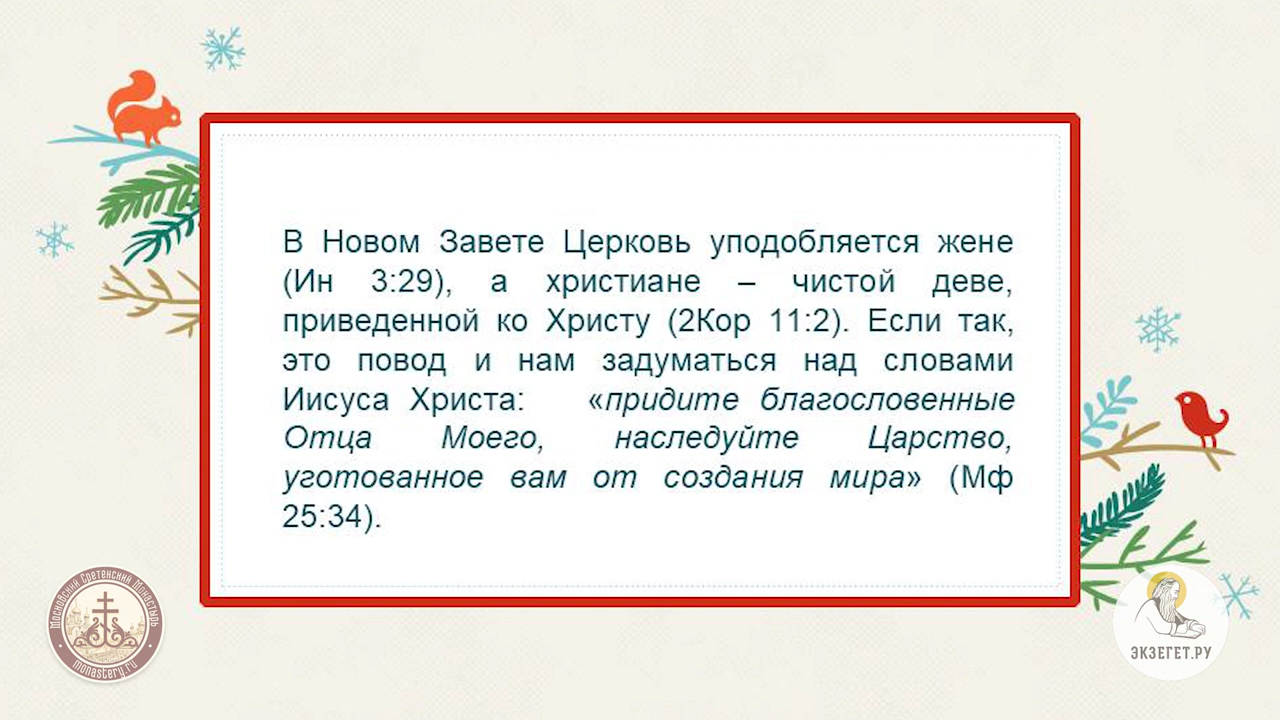 В Новом Завете Церковь уподобляется жене
(Ин 3:29), а христиане – чистой деве,
приведенной ко Христу (2Кор 11:2). Если так,
это повод и нам задуматься над словами
Иисуса Христа: «придите благословенные
Отца Моего, наследуйте Царство,
уготованное вам от создания мира» (Мф
25:34).
Московский Сретенский Монастырь
monastery.ru
ЭКЗЕГЕТ.РУ